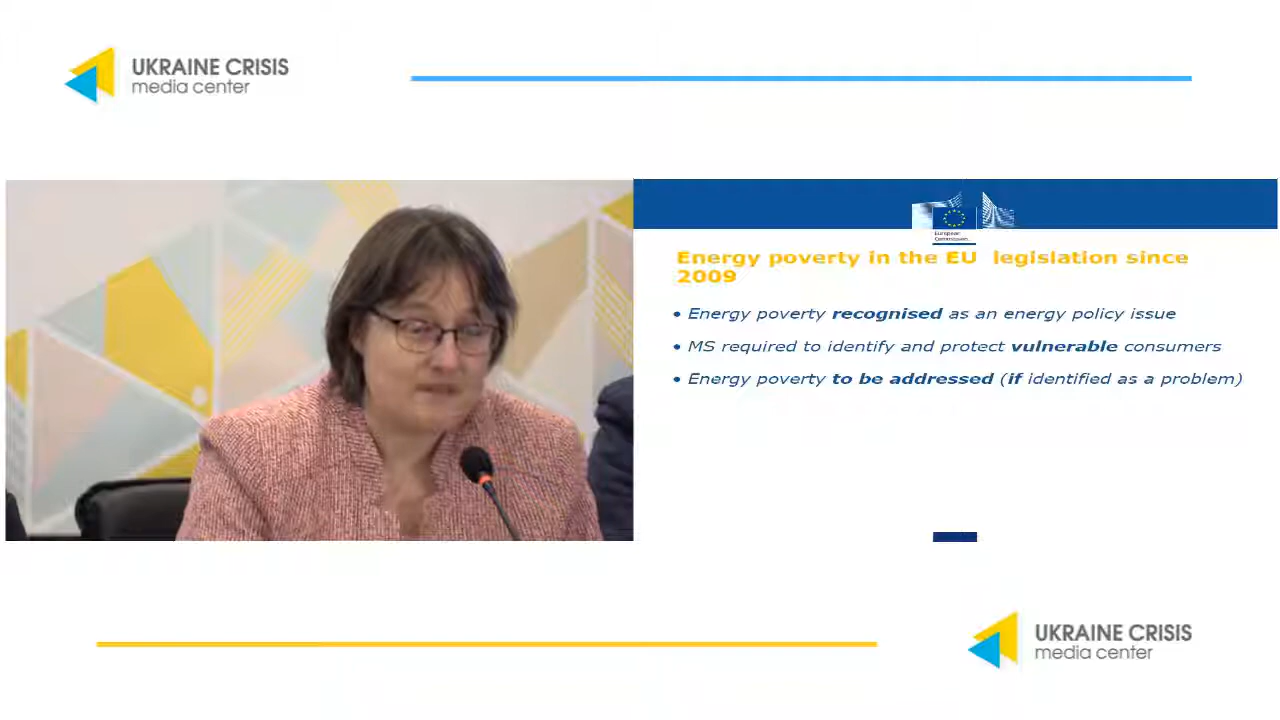 UKRAINE CRISIS
media center
European
Commission
Energy poverty in the EU legislation since
2009
• Energy poverty recognised as an energy policy issue
• MS required to identify and protect vulnerable consumers
• Energy poverty to be addressed (if identified as a problem)
UKRAINE CRISIS
media center